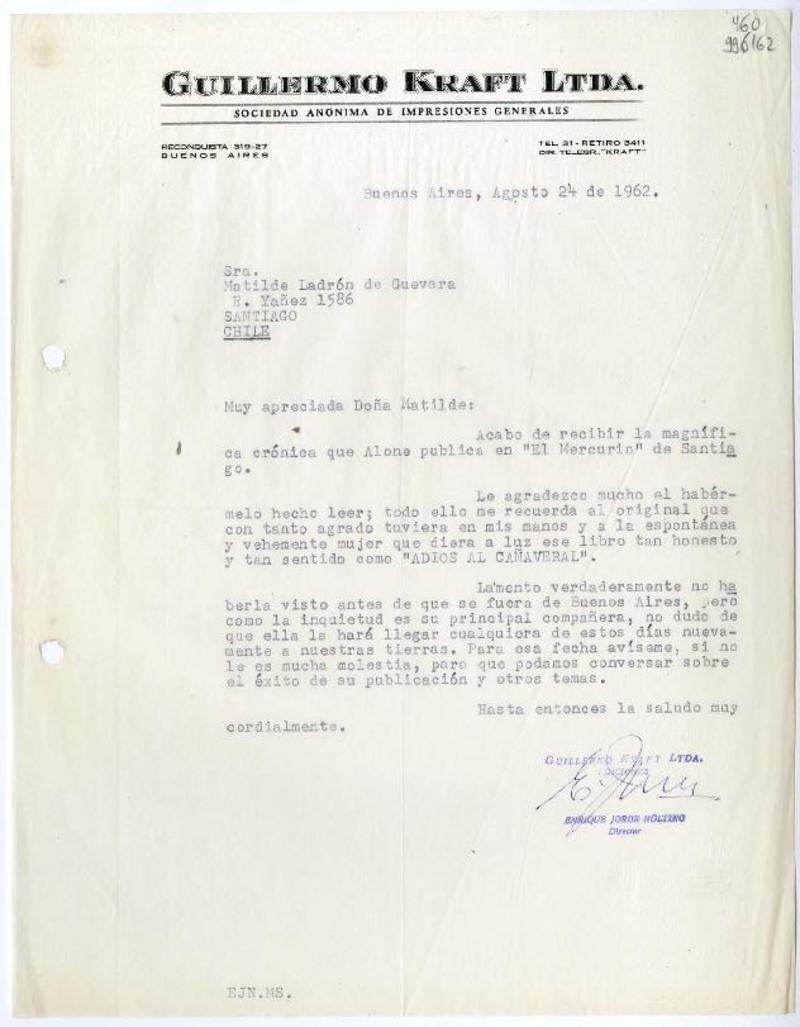 460
996162
GUILLERMO KRAFT LTDA.
SOCIEDAD ANÓNIMA DE IMPRESIONES GENERALES
RECONQUISTA 319-27
BUENOS AIRES
TEL. 31 - RETIRO 3411
DIR. TELEGR. "KRAFT"
Buenos Aires, Agosto 24 de 1962.
Sra.
Matilde Ladrón de Guevara
E. Yañez 1586
SANTIAGO
CHILE
Muy apreciada Doña Matilde:
Acabo de recibir la magnífi-
ca crónica que Alone publica en "El Mercurio" de Santia
go.
Le agradezco mucho el habér-
melo hecho leer; todo ello me recuerda al original que
con tanto agrado tuviera en mis manos y a la espontánea
y vehemente mujer que diera a luz ese libro tan honesto
y tan sentido como "ADIOS AL CAÑAVERAL".
Lamento verdaderamente no ha
berla visto antes de que se fuera de Buenos Aires, pero
como la inquietud es su principal compañera, no dudo de
que ella la hará llegar cualquiera de estos días nueva-
mente a nuestras tierras. Para esa fecha avíseme, si no
le es mucha molestia, para que podamos conversar sobre
el éxito de su publicación y otros temas.
Hasta entonces la saludo muy
cordialmente.
GUILLERMO KRAFT LTDA.
EDICIONES
ENRIQUE JORGE
Director
EJN.MS.